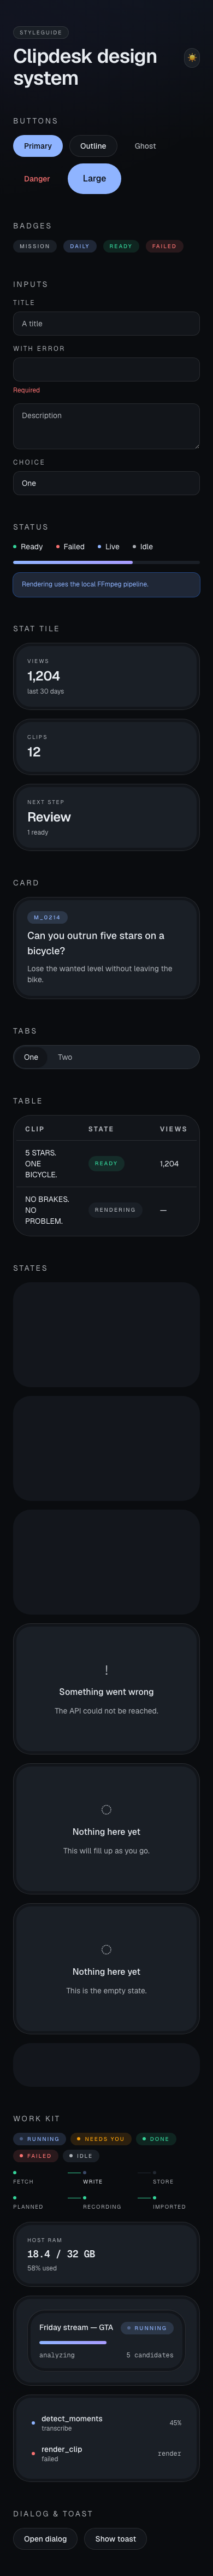 STYLEGUIDE
Clipdesk design
system
BUTTONS
Primary
Outline
Ghost
Danger
Large
BADGES
MISSION
DAILY
READY
FAILED
INPUTS
TITLE
A title
WITH ERROR
Required
Description
CHOICE
One
STATUS
Ready
Failed
Live
Idle
Rendering uses the local FFmpeg pipeline.
STAT TILE
VIEWS
1,204
last 30 days
CLIPS
12
NEXT STEP
Review
1 ready
CARD
M_0214
Can you outrun five stars on a
bicycle?
Lose the wanted level without leaving the
bike.
TABS
One
Two
TABLE
CLIP STATE VIEWS
5 STARS.
ONE
BICYCLE.
READY
1,204
NO BRAKES.
NO
PROBLEM.
RENDERING
—
STATES
!
Something went wrong
The API could not be reached.
Nothing here yet
This will fill up as you go.
Nothing here yet
This is the empty state.
WORK KIT
RUNNING
NEEDS YOU
DONE
FAILED
IDLE
FETCH
WRITE
STORE
PLANNED
RECORDING
IMPORTED
HOST RAM
18.4 / 32 GB
58% used
Friday stream — GTA
RUNNING
analyzing
5 candidates
detect_moments
transcribe
45%
render_clip
failed
render
DIALOG & TOAST
Open dialog
Show toast